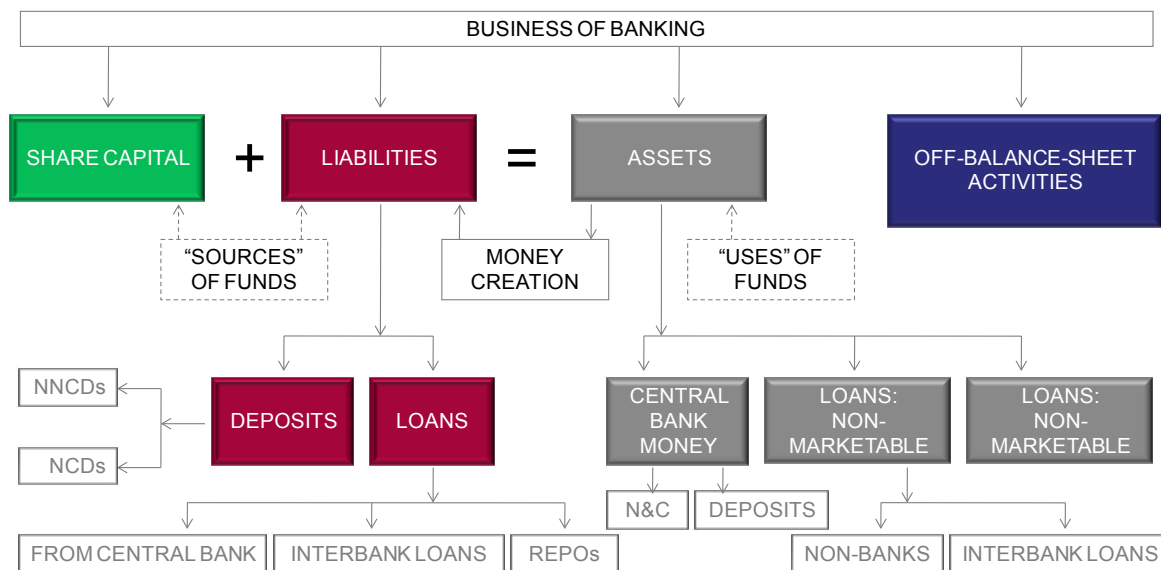 BUSINESS OF BANKING
SHARE CAPITAL
+
LIABILITIES
=
ASSETS
OFF-BALANCE-SHEET
ACTIVITIES
“SOURCES”
OF FUNDS
MONEY
CREATION
“USES” OF
FUNDS
NNCDs
NCDs
DEPOSITS
LOANS
CENTRAL
BANK
MONEY
LOANS:
NON-
MARKETABLE
LOANS:
NON-
MARKETABLE
N&C
DEPOSITS
FROM CENTRAL BANK
INTERBANK LOANS
REPOs
NON-BANKS
INTERBANK LOANS